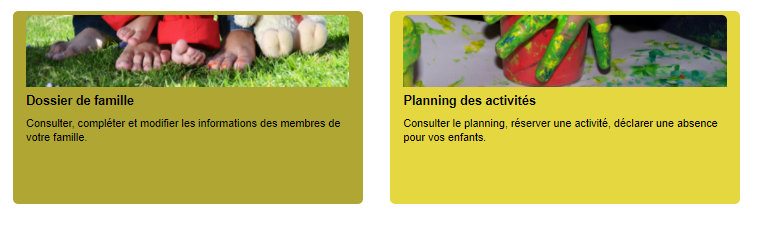 Dossier de famille
Consulter, compléter et modifier les informations des membres de
votre famille.
Planning des activités
Consulter le planning, réserver une activité, déclarer une absence
pour vos enfants.